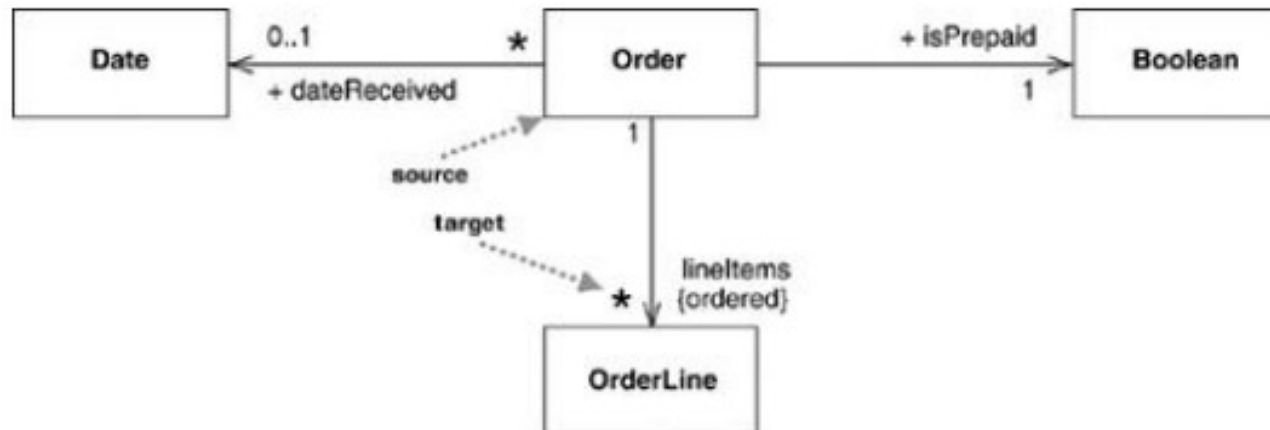 Date
0..1
*
+ dateReceived
Order
+ isPrepaid
1
Boolean
1
source
target
lineItems
*
{ordered}
OrderLine